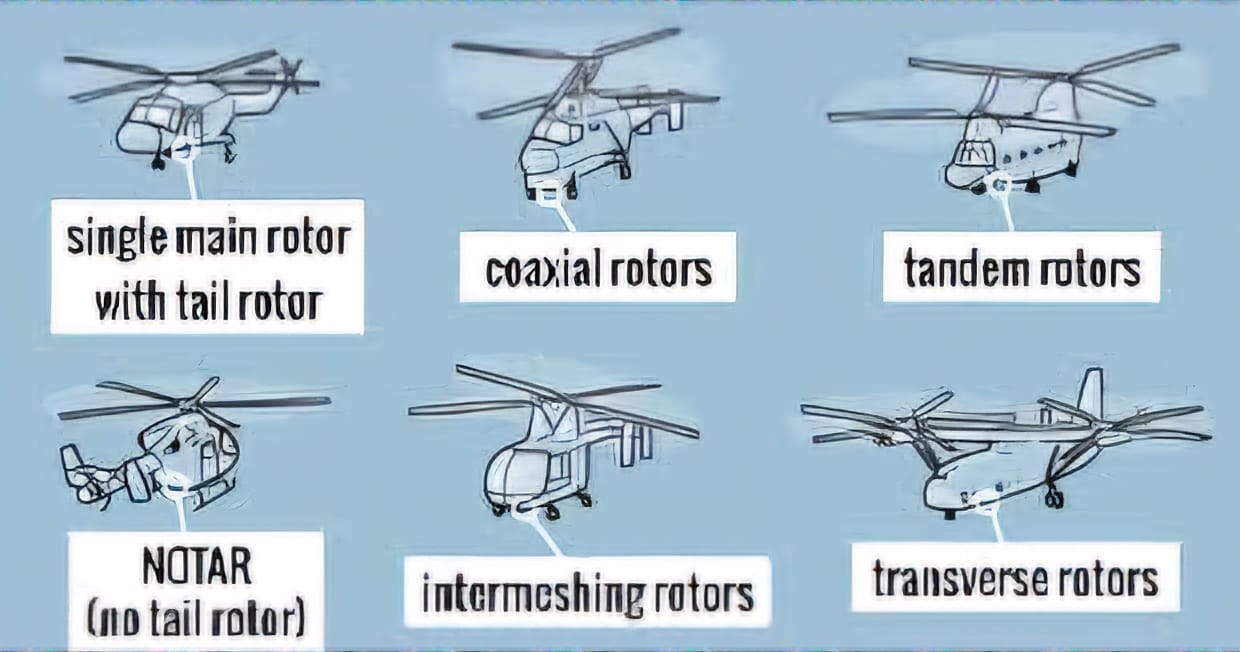 single main rotor
with tail rotor
coaxial rotors
tandem rotors
NOTAR
(no tail rotor)
intermeshing rotors
transverse rotors